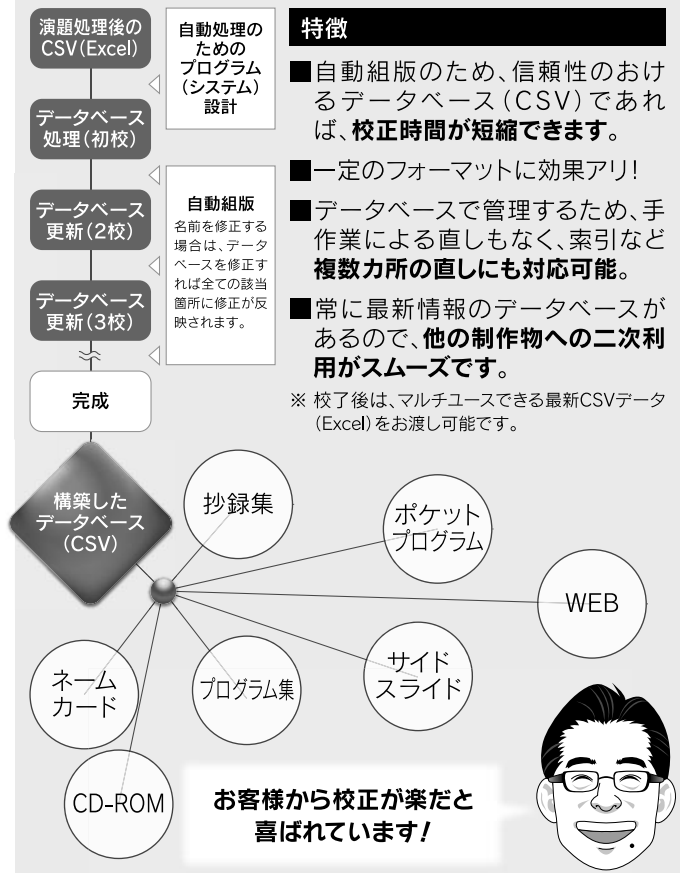 演題処理後の
CSV(Excel)
データベース
処理(初校)
データベース
更新(2校)
データベース
更新(3校)
完成
自動処理の
ための
プログラム
(システム)
設計
自動組版
名前を修正する
場合は、データ
ベースを修正す
れば全ての該当
箇所に修正が反
映されます。
特徴
■自動組版のため、信頼性のおけ
るデータベース(CSV)であれ
ば、校正時間が短縮できます。
■一定のフォーマットに効果アリ!
■データベースで管理するため、手
作業による直しもなく、索引など
複数カ所の直しにも対応可能。
■常に最新情報のデータベースが
あるので、他の制作物への二次利
用がスムーズです。
※ 校了後は、マルチユースできる最新CSVデータ
(Excel)をお渡し可能です。
構築した
データベース
(CSV)
抄録集
ポケット
プログラム
WEB
サイド
スライド
プログラム集
ネーム
カード
CD-ROM
お客様から校正が楽だと
喜ばれています!